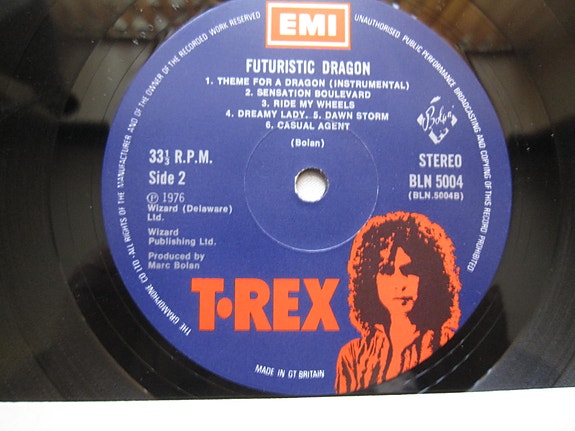 EMI
FUTURISTIC DRAGON
1. THEME FOR A DRAGON (INSTRUMENTAL)
2. SENSATION BOULEVARD
3. RIDE MY WHEELS
4. DREAMY LADY. 5. DAWN STORM
6. CASUAL AGENT
(Bolan)
Bolan
33⅓ R.P.M.
Side 2
Ⓟ 1976
Wizard (Delaware)
Ltd.
Wizard
Publishing Ltd.
Produced by
Marc Bolan
STEREO
BLN 5004
(BLN.5004B)
T·REX
MADE IN GT BRITAIN
THE GRAMOPHONE CO LTD · ALL RIGHTS OF THE MANUFACTURER AND OF THE OWNER OF THE RECORDED WORK RESERVED
UNAUTHORISED PUBLIC PERFORMANCE BROADCASTING AND COPYING OF THIS RECORD PROHIBITED